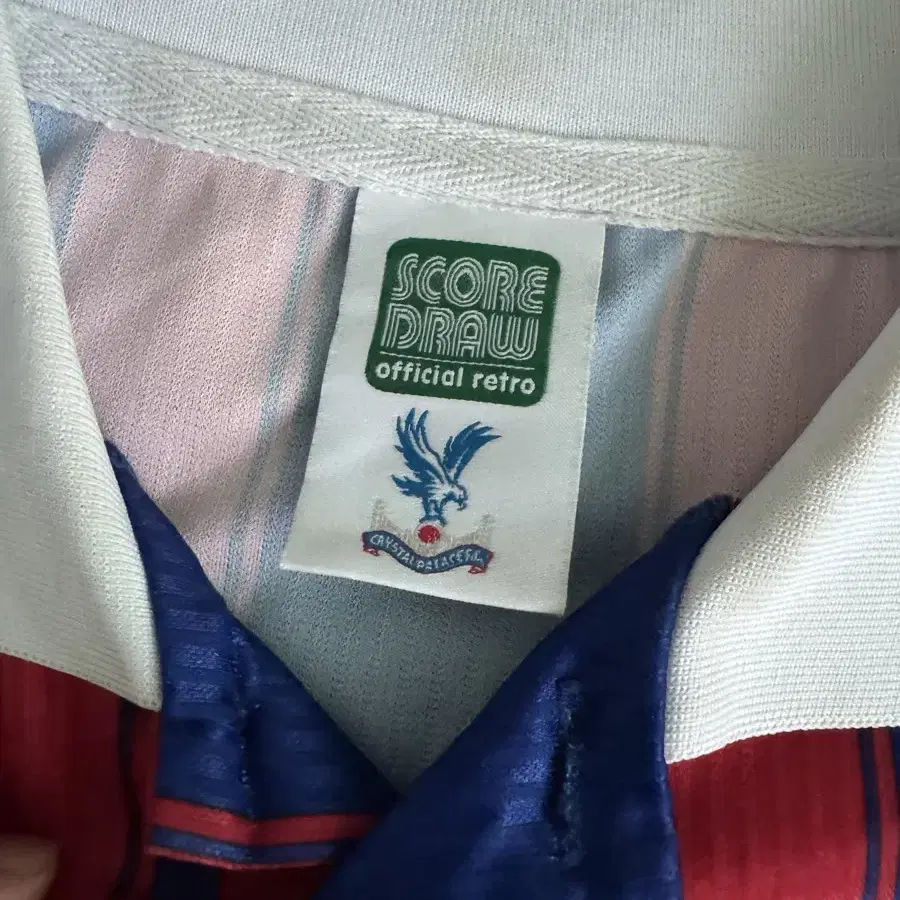 SCORE
DRAW
official retro
CRYSTAL PALACE F.C.